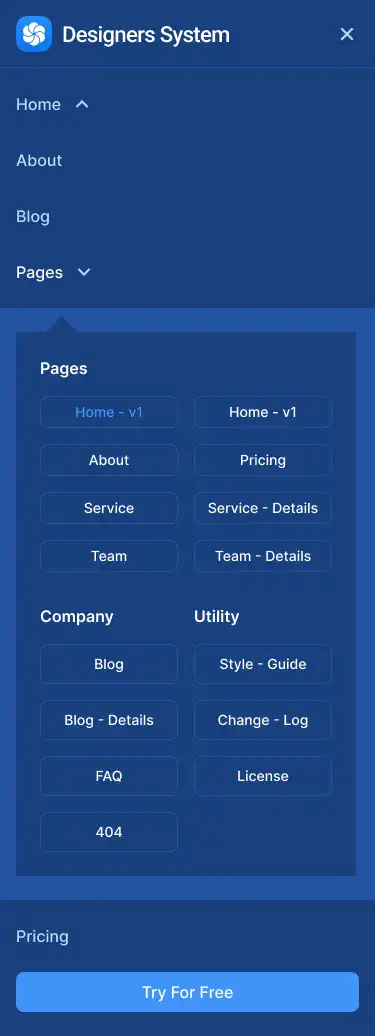 Designers System
Home
About
Blog
Pages
Pages
Home - v1
Home - v1
About
Pricing
Service
Service - Details
Team
Team - Details
Company
Utility
Blog
Style - Guide
Blog - Details
Change - Log
FAQ
License
404
Pricing
Try For Free